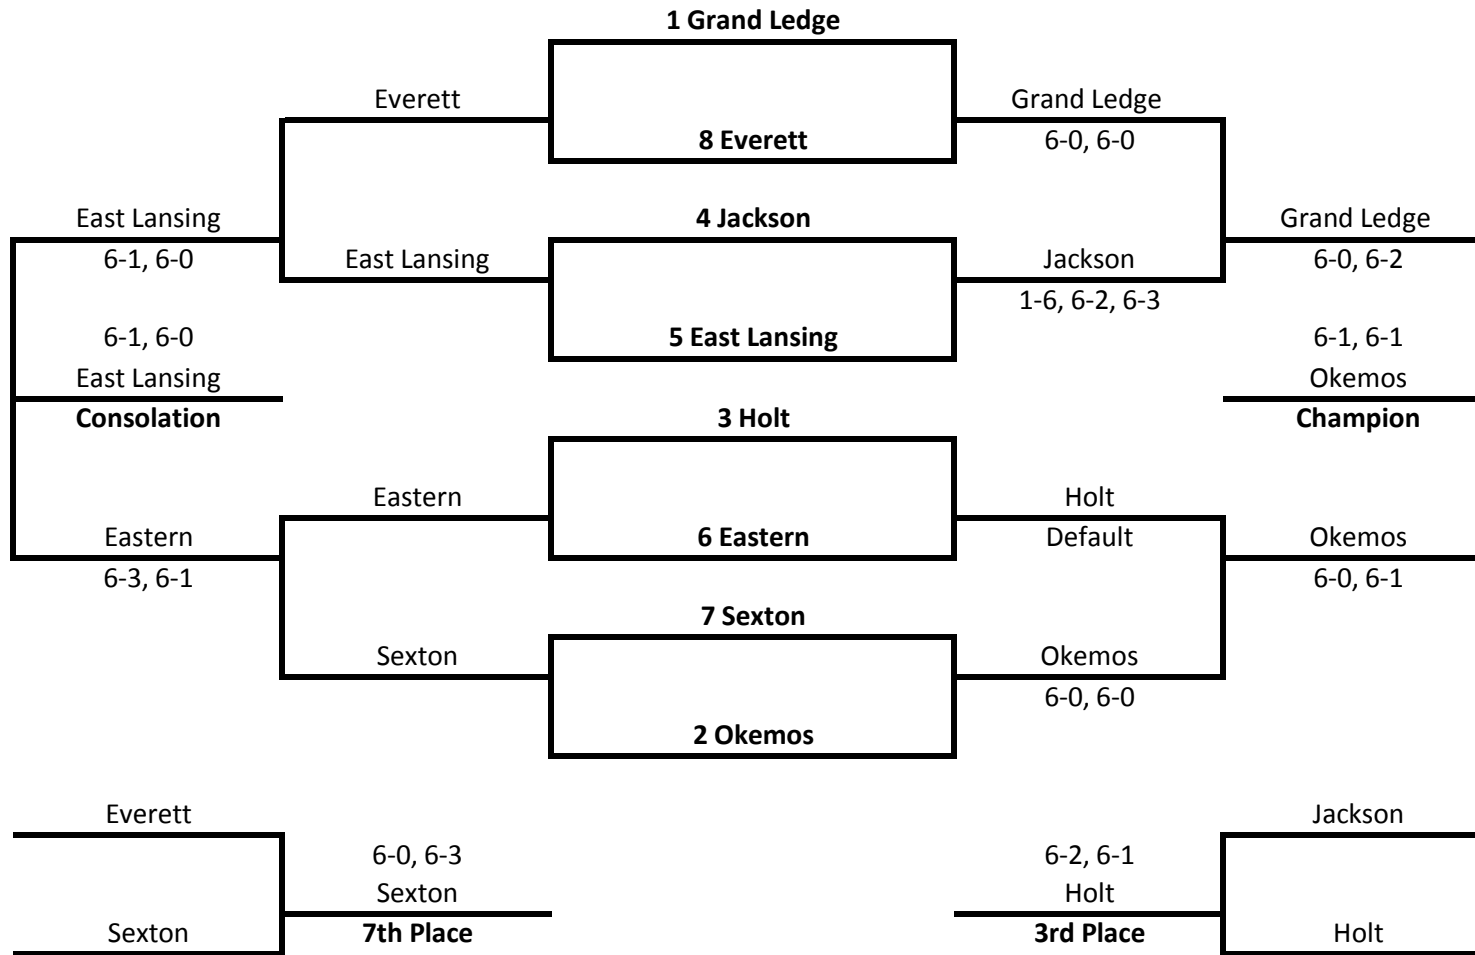 1 Grand Ledge
Everett
Grand Ledge
8 Everett
6-0, 6-0
East Lansing
4 Jackson
Grand Ledge
6-1, 6-0
East Lansing
Jackson
6-0, 6-2
1-6, 6-2, 6-3
6-1, 6-0
5 East Lansing
6-1, 6-1
East Lansing
Okemos
Consolation
3 Holt
Champion
Eastern
Holt
Eastern
6 Eastern
Default
Okemos
6-3, 6-1
6-0, 6-1
7 Sexton
Sexton
Okemos
6-0, 6-0
2 Okemos
Everett
Jackson
6-0, 6-3
6-2, 6-1
Sexton
Holt
Sexton
7th Place
3rd Place
Holt